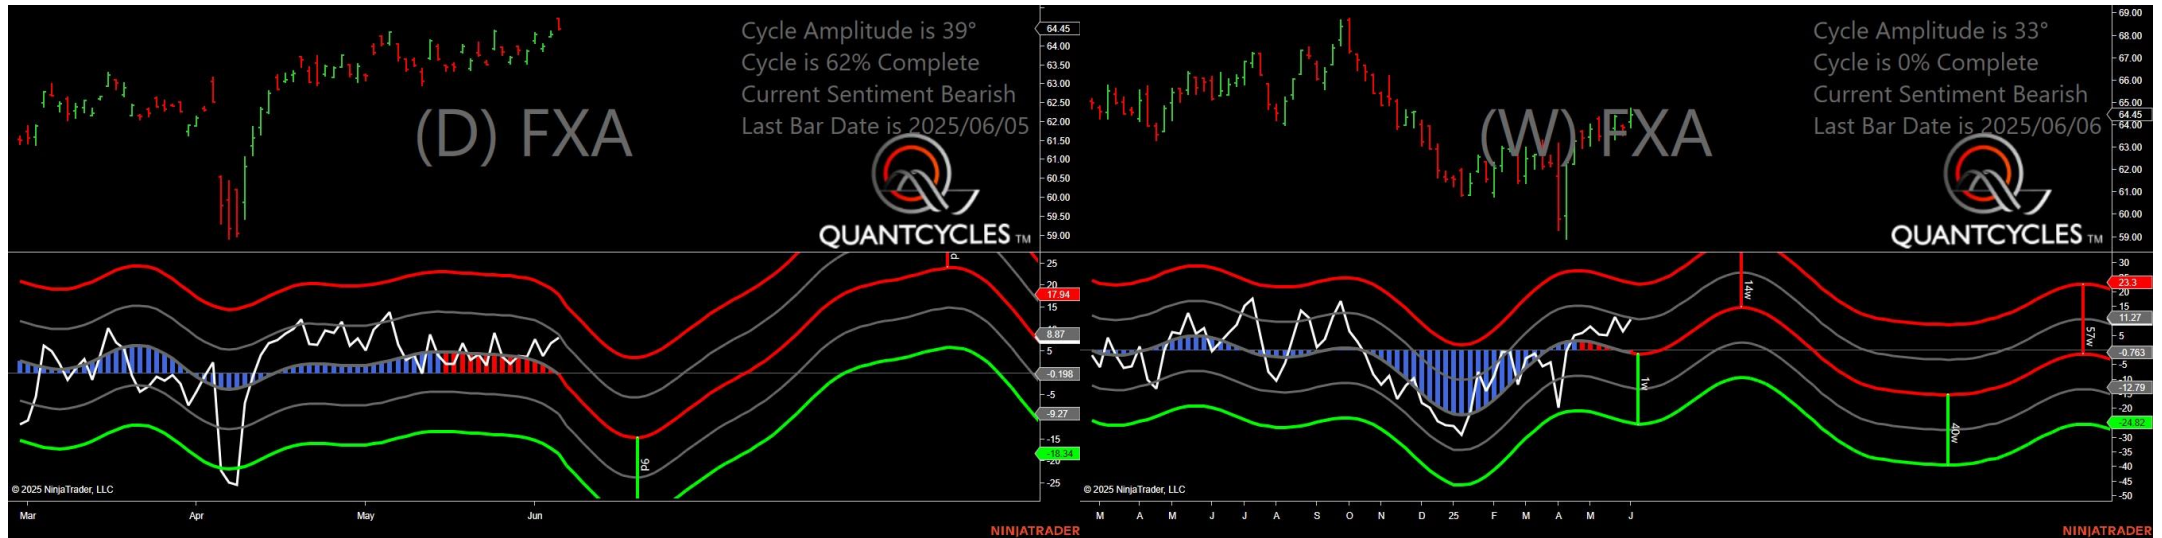 Cycle Amplitude is 39°
Cycle is 62% Complete
Current Sentiment Bearish
Last Bar Date is 2025/06/05
(D) FXA
QUANTCYCLES TM
64.45
64.00
63.50
63.00
62.50
62.00
61.50
61.00
60.50
60.00
59.50
59.00
25
20
17.94
15
8.87
5
-0.198
-5
-9.27
-15
-18.34
-20
-25
d
9d
© 2025 NinjaTrader, LLC
Mar
Apr
May
Jun
NINJATRADER
Cycle Amplitude is 33°
Cycle is 0% Complete
Current Sentiment Bearish
Last Bar Date is 2025/06/06
(W) FXA
QUANTCYCLES TM
69.00
68.00
67.00
66.00
65.00
64.45
64.00
63.00
62.00
61.00
60.00
59.00
30
25
23.3
20
15
11.27
5
-0.763
-5
-10
-12.79
-15
-20
-24.82
-30
-35
-40
-45
-50
14w
1w
40w
57w
© 2025 NinjaTrader, LLC
M A M J J A S O N D 25 F M A M J
NINJATRADER